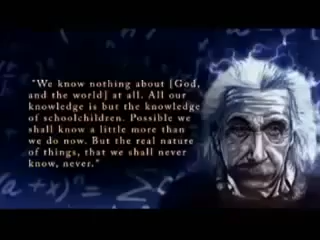 "We know nothing about [God,
and the world] at all. All our
knowledge is but the knowledge
of schoolchildren. Possible we
shall know a little more than
we do now. But the real nature
of things, that we shall never
know, never."
(a+x)ⁿ = Σ